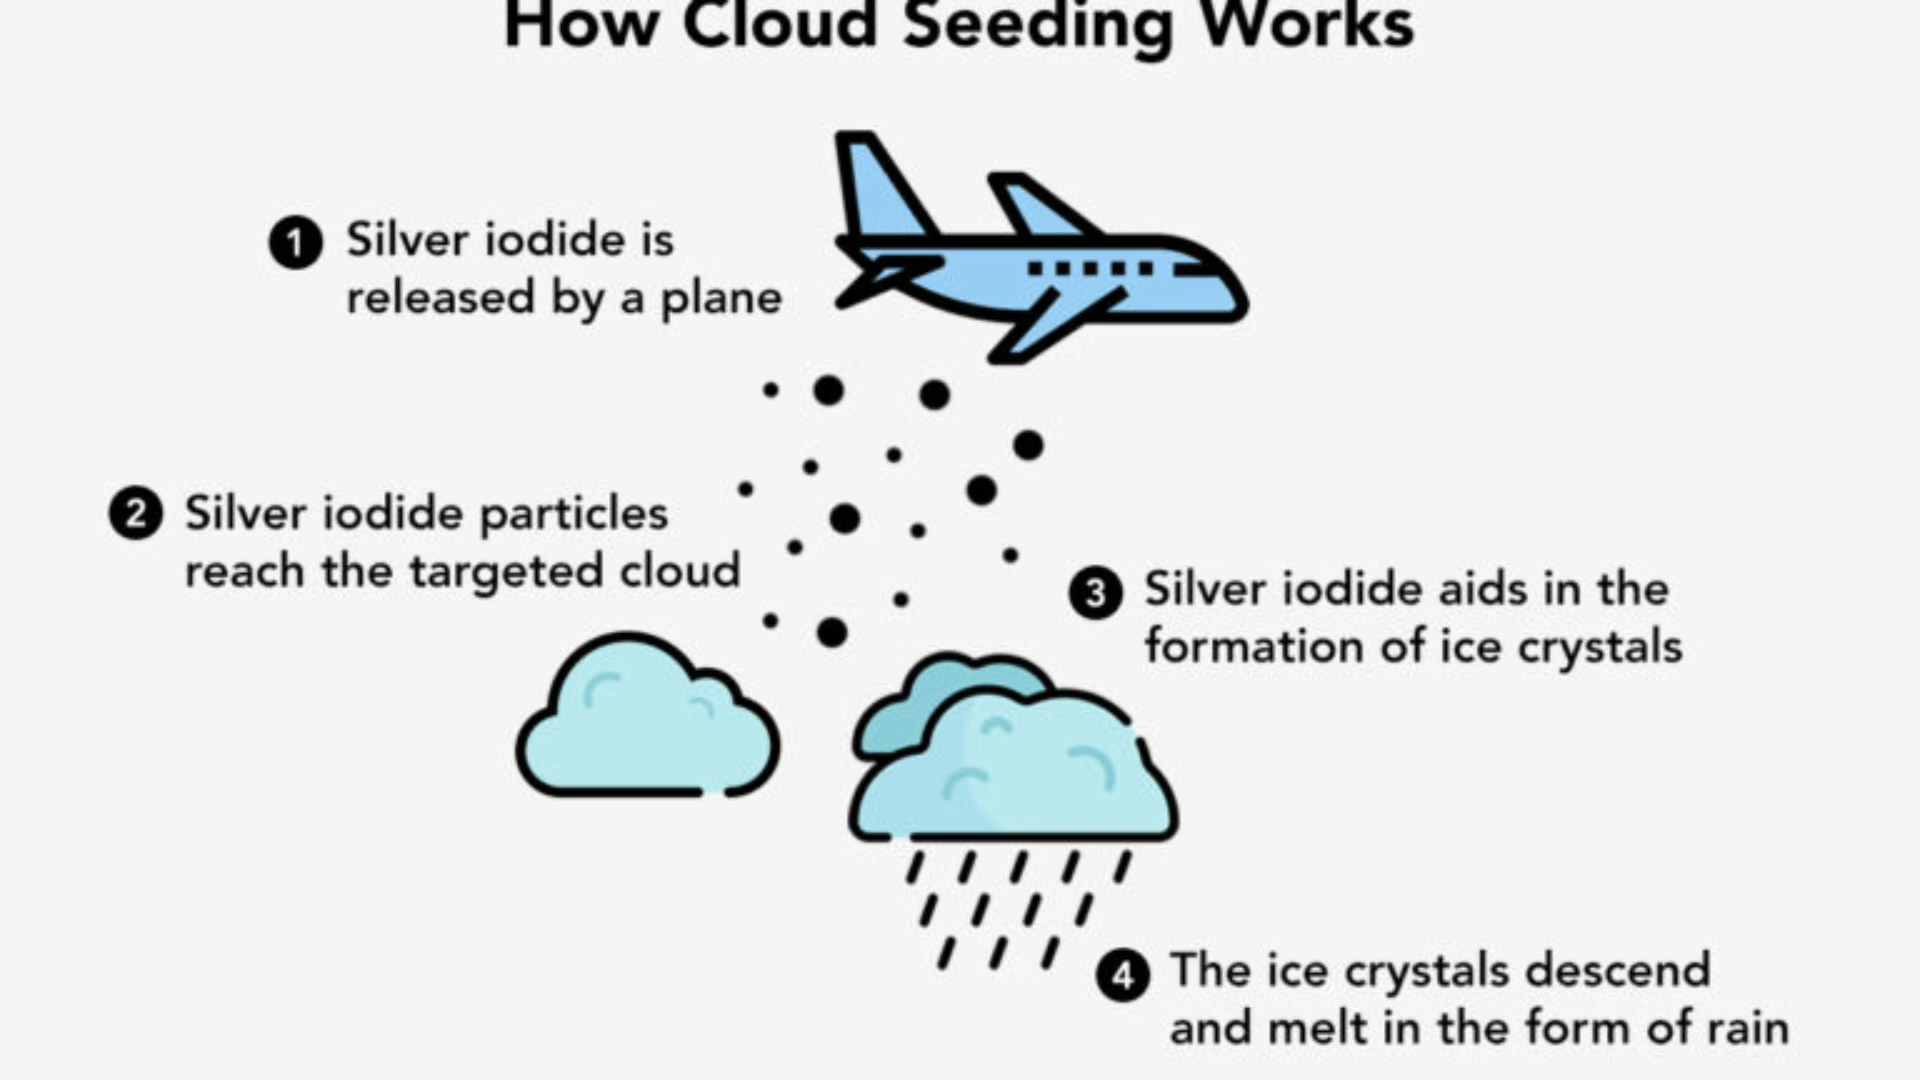 How Cloud Seeding Works
1 Silver iodide is
released by a plane
2 Silver iodide particles
reach the targeted cloud
3 Silver iodide aids in the
formation of ice crystals
4 The ice crystals descend
and melt in the form of rain